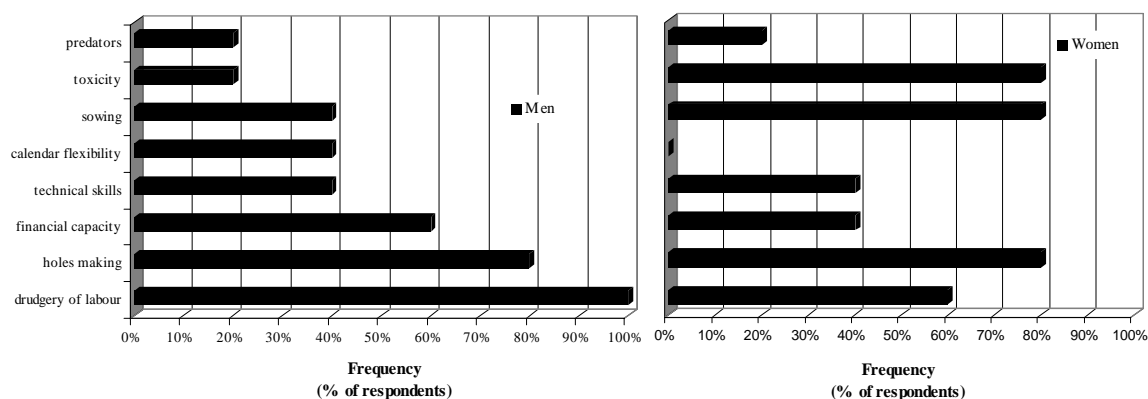 predators
toxicity
sowing
calendar flexibility
technical skills
financial capacity
holes making
drudgery of labour
0% 10% 20% 30% 40% 50% 60% 70% 80% 90% 100%
Frequency
(% of respondents)
Men
Women
0% 10% 20% 30% 40% 50% 60% 70% 80% 90% 100%
Frequency
(% of respondents)